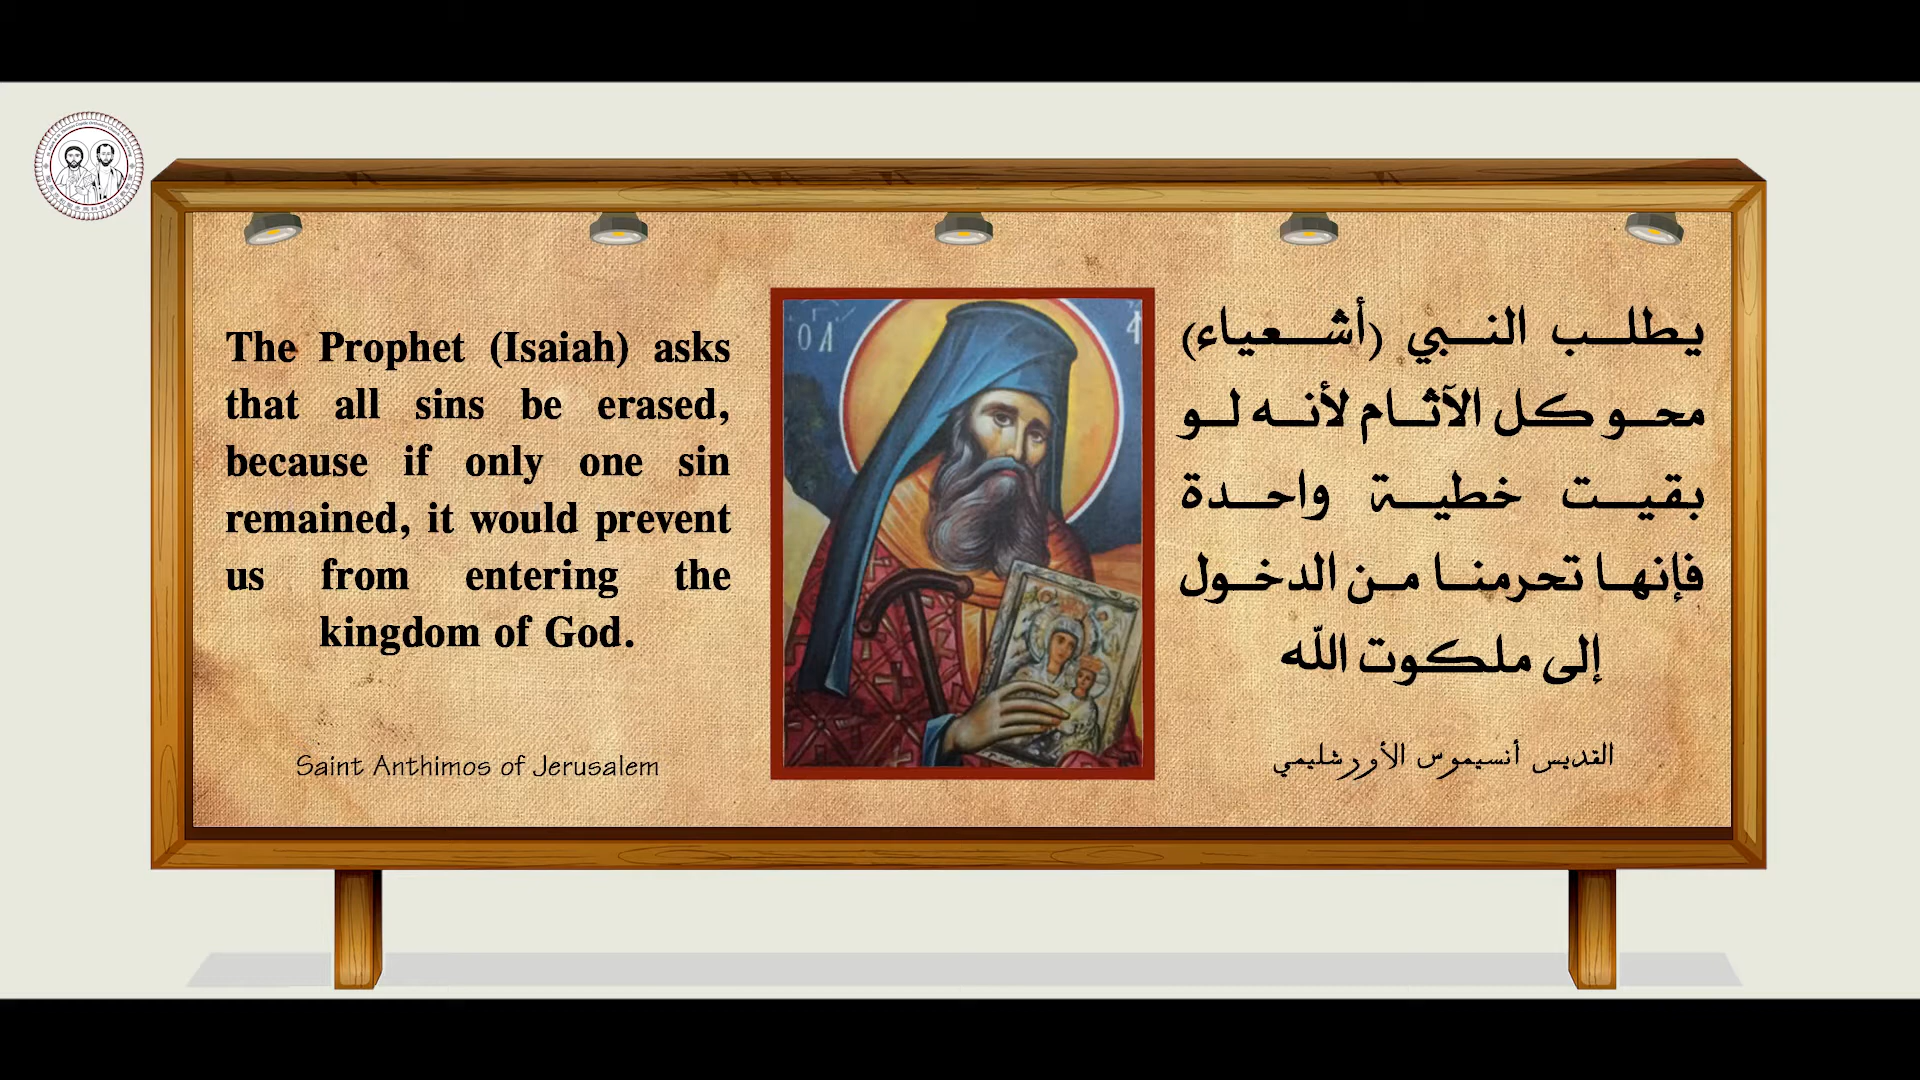 The Prophet (Isaiah) asks
that all sins be erased,
because if only one sin
remained, it would prevent
us from entering the
kingdom of God.
Saint Anthimos of Jerusalem
Ο ΑΓ
يطلب النبي (أشعياء)
محو كل الآثام لأنه لو
بقيت خطية واحدة
فإنها تحرمنا من الدخول
إلى ملكوت الله
القديس أنسيموس الأورشليمي